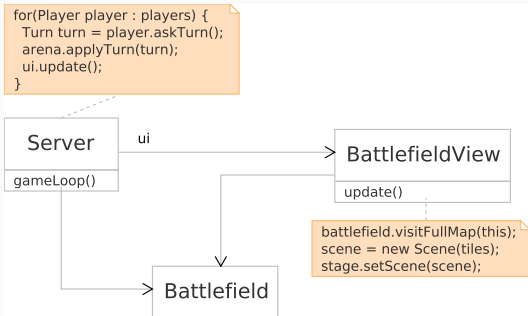 for(Player player : players) {
Turn turn = player.askTurn();
arena.applyTurn(turn);
ui.update();
}
Server
gameLoop()
ui
BattlefieldView
update()
battlefield.visitFullMap(this);
scene = new Scene(tiles);
stage.setScene(scene);
Battlefield